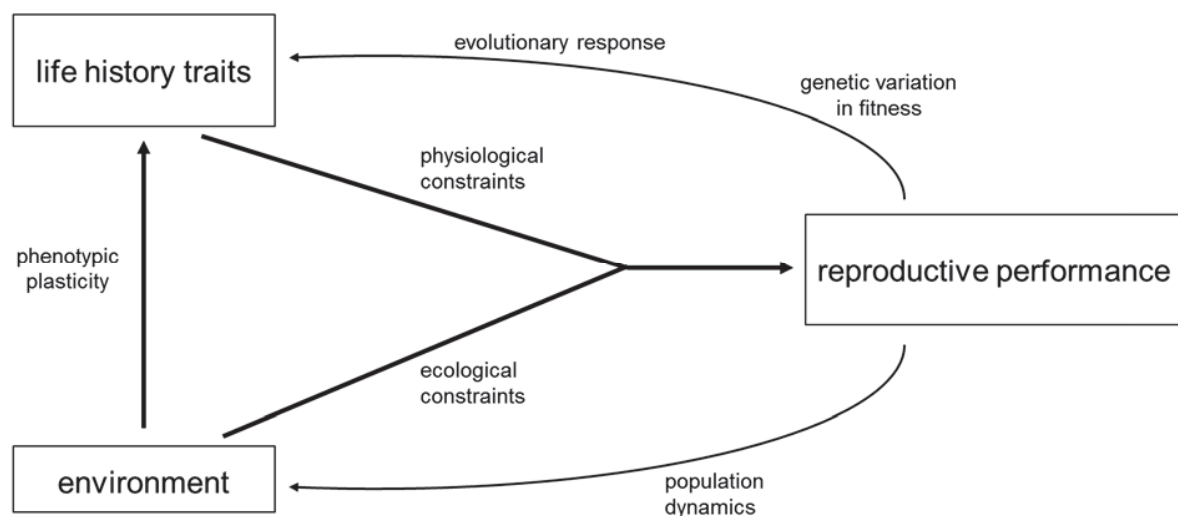 evolutionary response
life history traits
genetic variation
in fitness
physiological
constraints
phenotypic
plasticity
reproductive performance
ecological
constraints
environment
population
dynamics